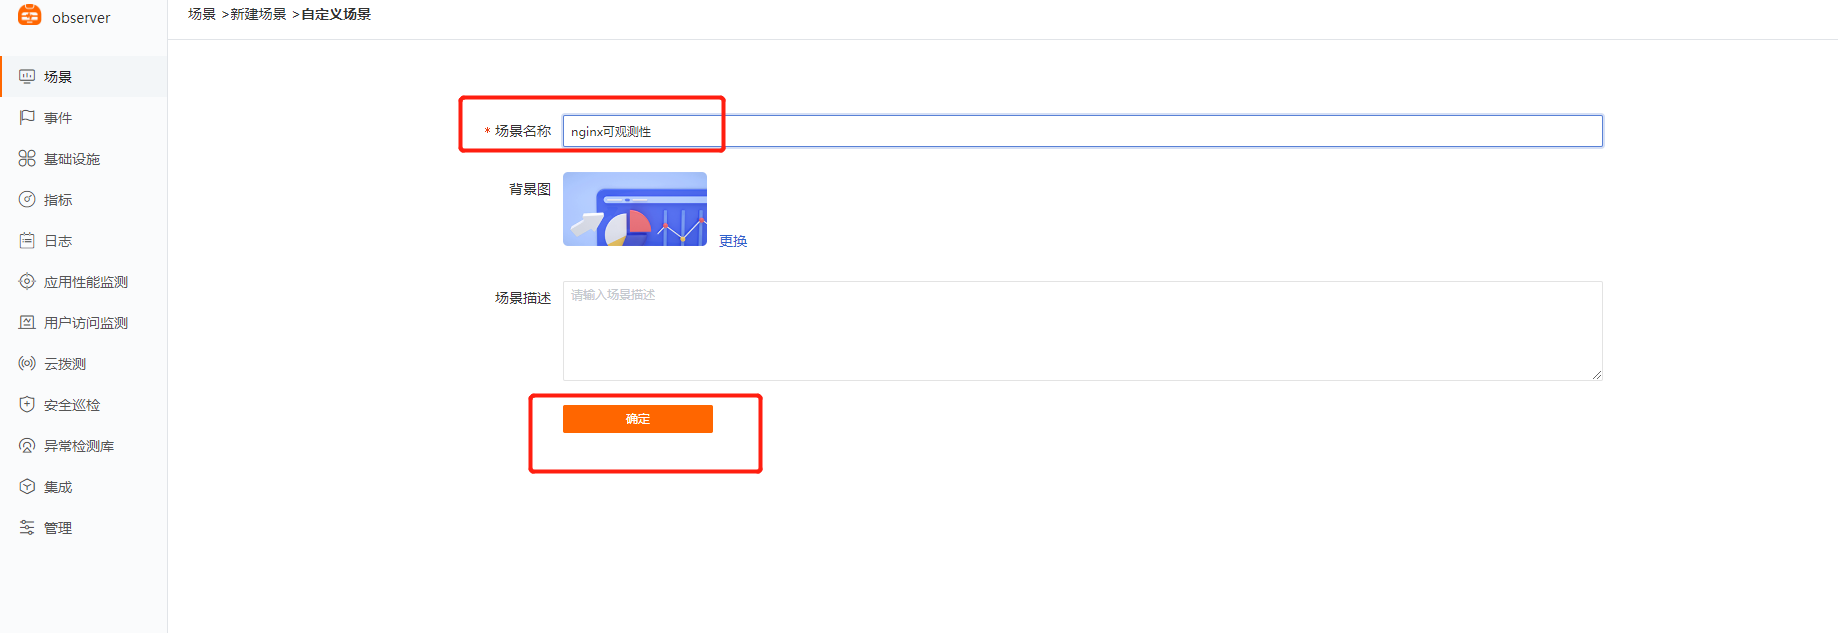 observer
场景 >新建场景 >自定义场景
场景
事件
基础设施
指标
日志
应用性能监测
用户访问监测
云拨测
安全巡检
异常检测库
集成
管理
* 场景名称
nginx可观测性
背景图
更换
场景描述
请输入场景描述
确定